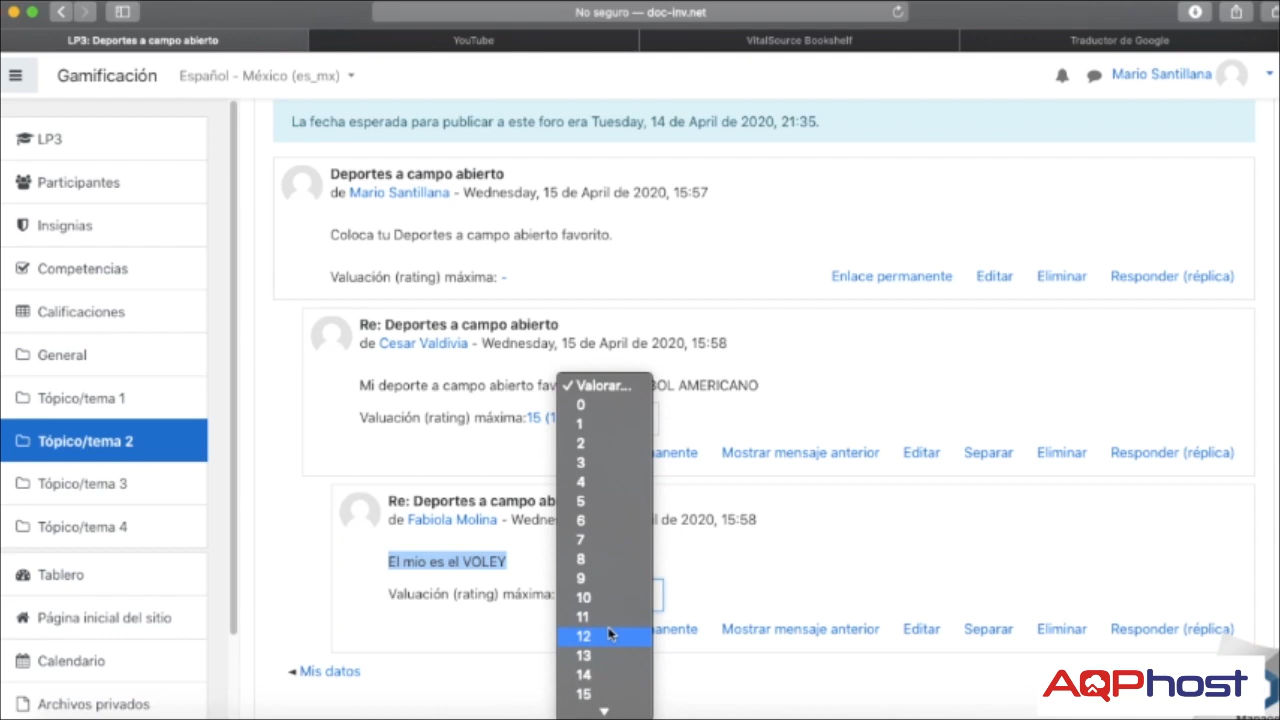 No seguro — doc-inv.net
LP3: Deportes a campo abierto
YouTube
VitalSource Bookshelf
Traductor de Google
Gamificación
Español - México (es_mx)
Mario Santillana
LP3
Participantes
Insignias
Competencias
Calificaciones
General
Tópico/tema 1
Tópico/tema 2
Tópico/tema 3
Tópico/tema 4
Tablero
Página inicial del sitio
Calendario
Archivos privados
La fecha esperada para publicar a este foro era Tuesday, 14 de April de 2020, 21:35.
Deportes a campo abierto
de Mario Santillana - Wednesday, 15 de April de 2020, 15:57
Coloca tu Deportes a campo abierto favorito.
Valuación (rating) máxima: -
Enlace permanente Editar Eliminar Responder (réplica)
Re: Deportes a campo abierto
de Cesar Valdivia - Wednesday, 15 de April de 2020, 15:58
Mi deporte a campo abierto fav BOL AMERICANO
Valuación (rating) máxima:15 (1
anente Mostrar mensaje anterior Editar Separar Eliminar Responder (réplica)
Re: Deportes a campo ab
de Fabiola Molina - Wedne il de 2020, 15:58
El mio es el VOLEY
Valuación (rating) máxima:
anente Mostrar mensaje anterior Editar Separar Eliminar Responder (réplica)
✓ Valorar...
0
1
2
3
4
5
6
7
8
9
10
11
12
13
14
15
◄ Mis datos
AQPhost